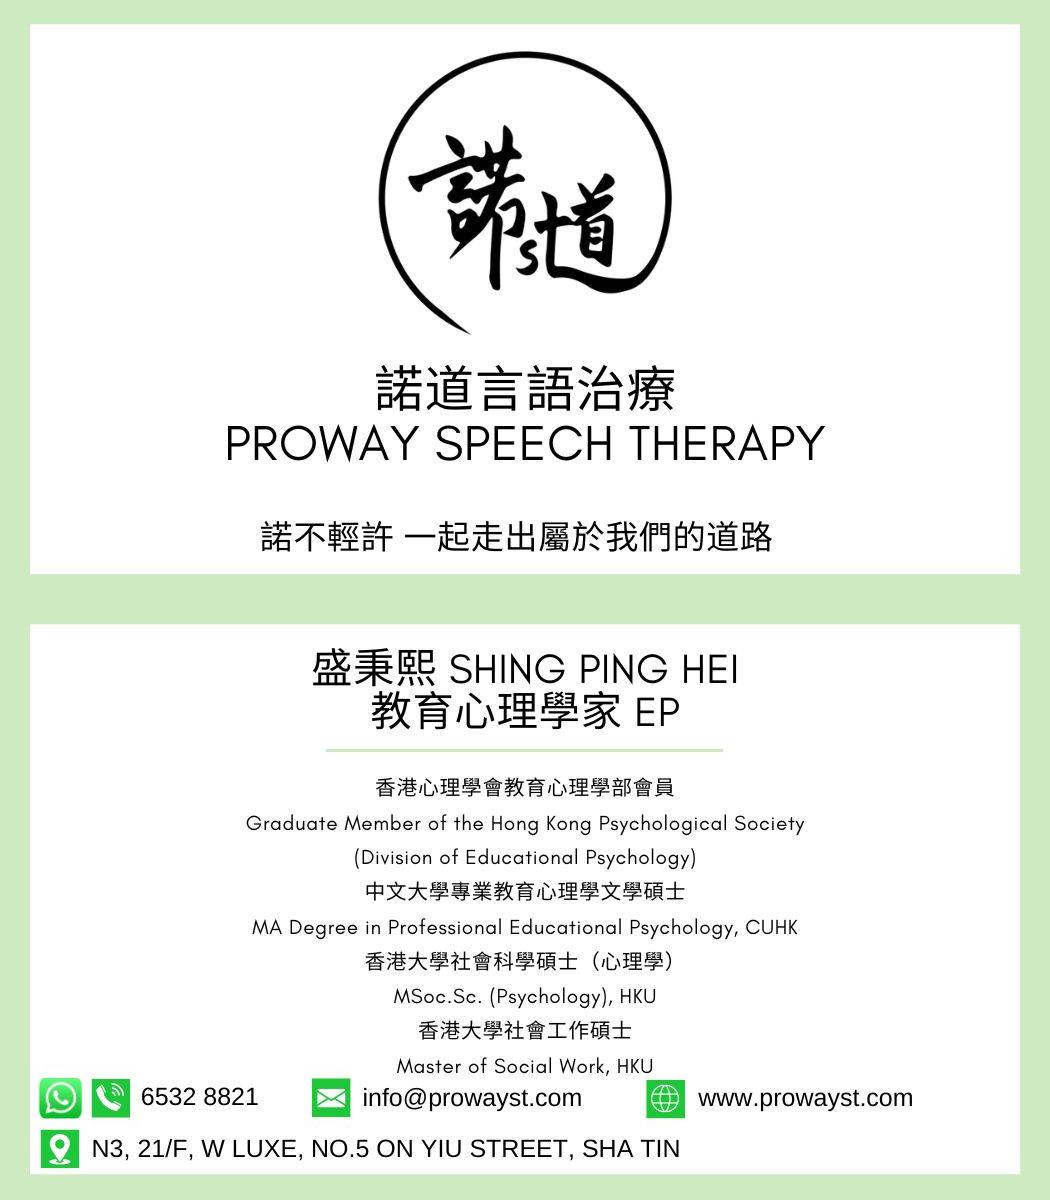 諾's道
諾道言語治療
PROWAY SPEECH THERAPY
諾不輕許 一起走出屬於我們的道路
盛秉熙 SHING PING HEI
教育心理學家 EP
香港心理學會教育心理學部會員
Graduate Member of the Hong Kong Psychological Society
(Division of Educational Psychology)
中文大學專業教育心理學文學碩士
MA Degree in Professional Educational Psychology, CUHK
香港大學社會科學碩士（心理學）
MSoc.Sc. (Psychology), HKU
香港大學社會工作碩士
Master of Social Work, HKU
6532 8821 info@prowayst.com www.prowayst.com
N3, 21/F, W LUXE, NO.5 ON YIU STREET, SHA TIN